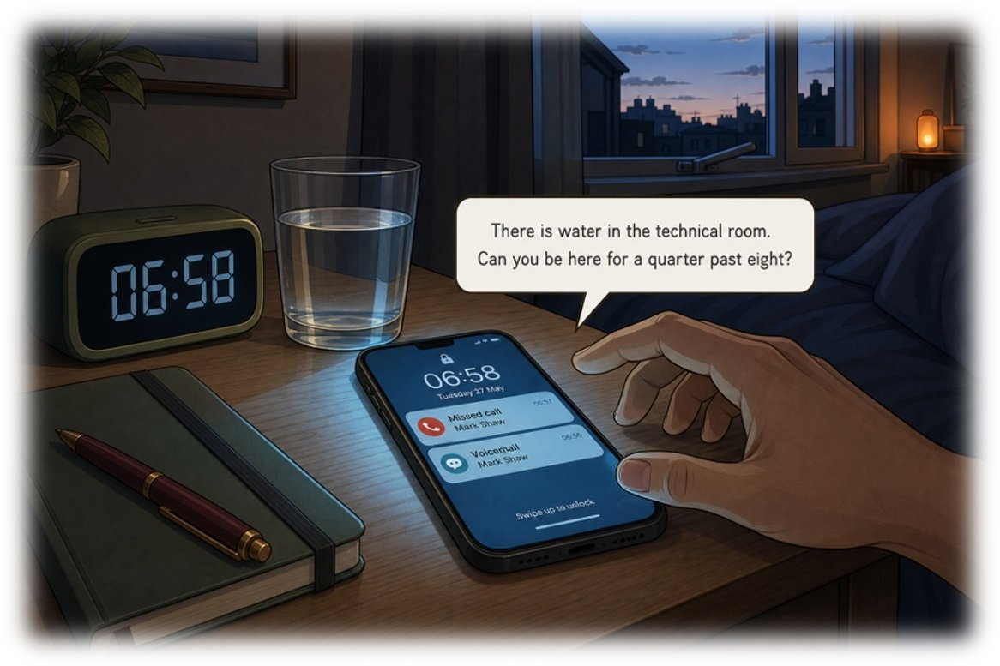 06:58
There is water in the technical room.
Can you be here for a quarter past eight?
06:58
Tuesday 27 May
Missed call 06:57
Mark Shaw
Voicemail 06:56
Mark Shaw
Swipe up to unlock